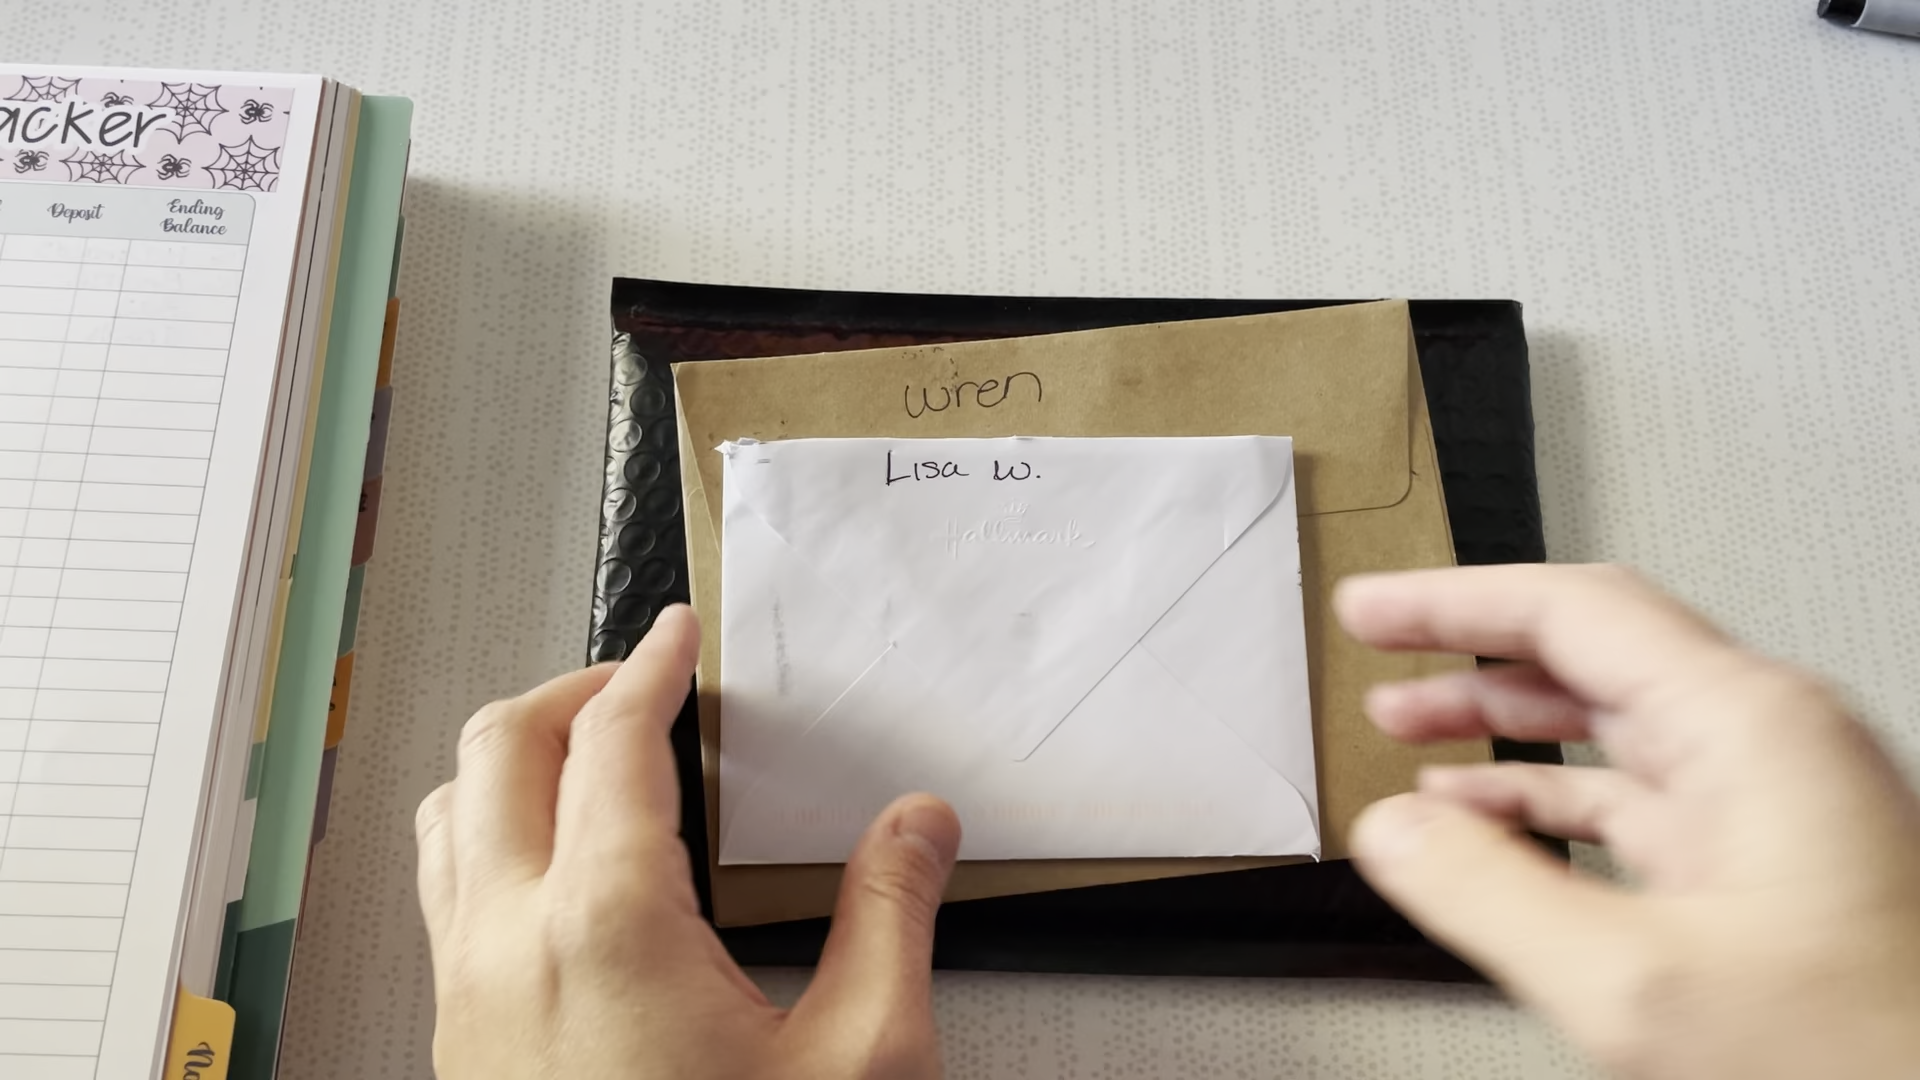 acker
Deposit
Ending
Balance
wren
Lisa w.
Hallmark